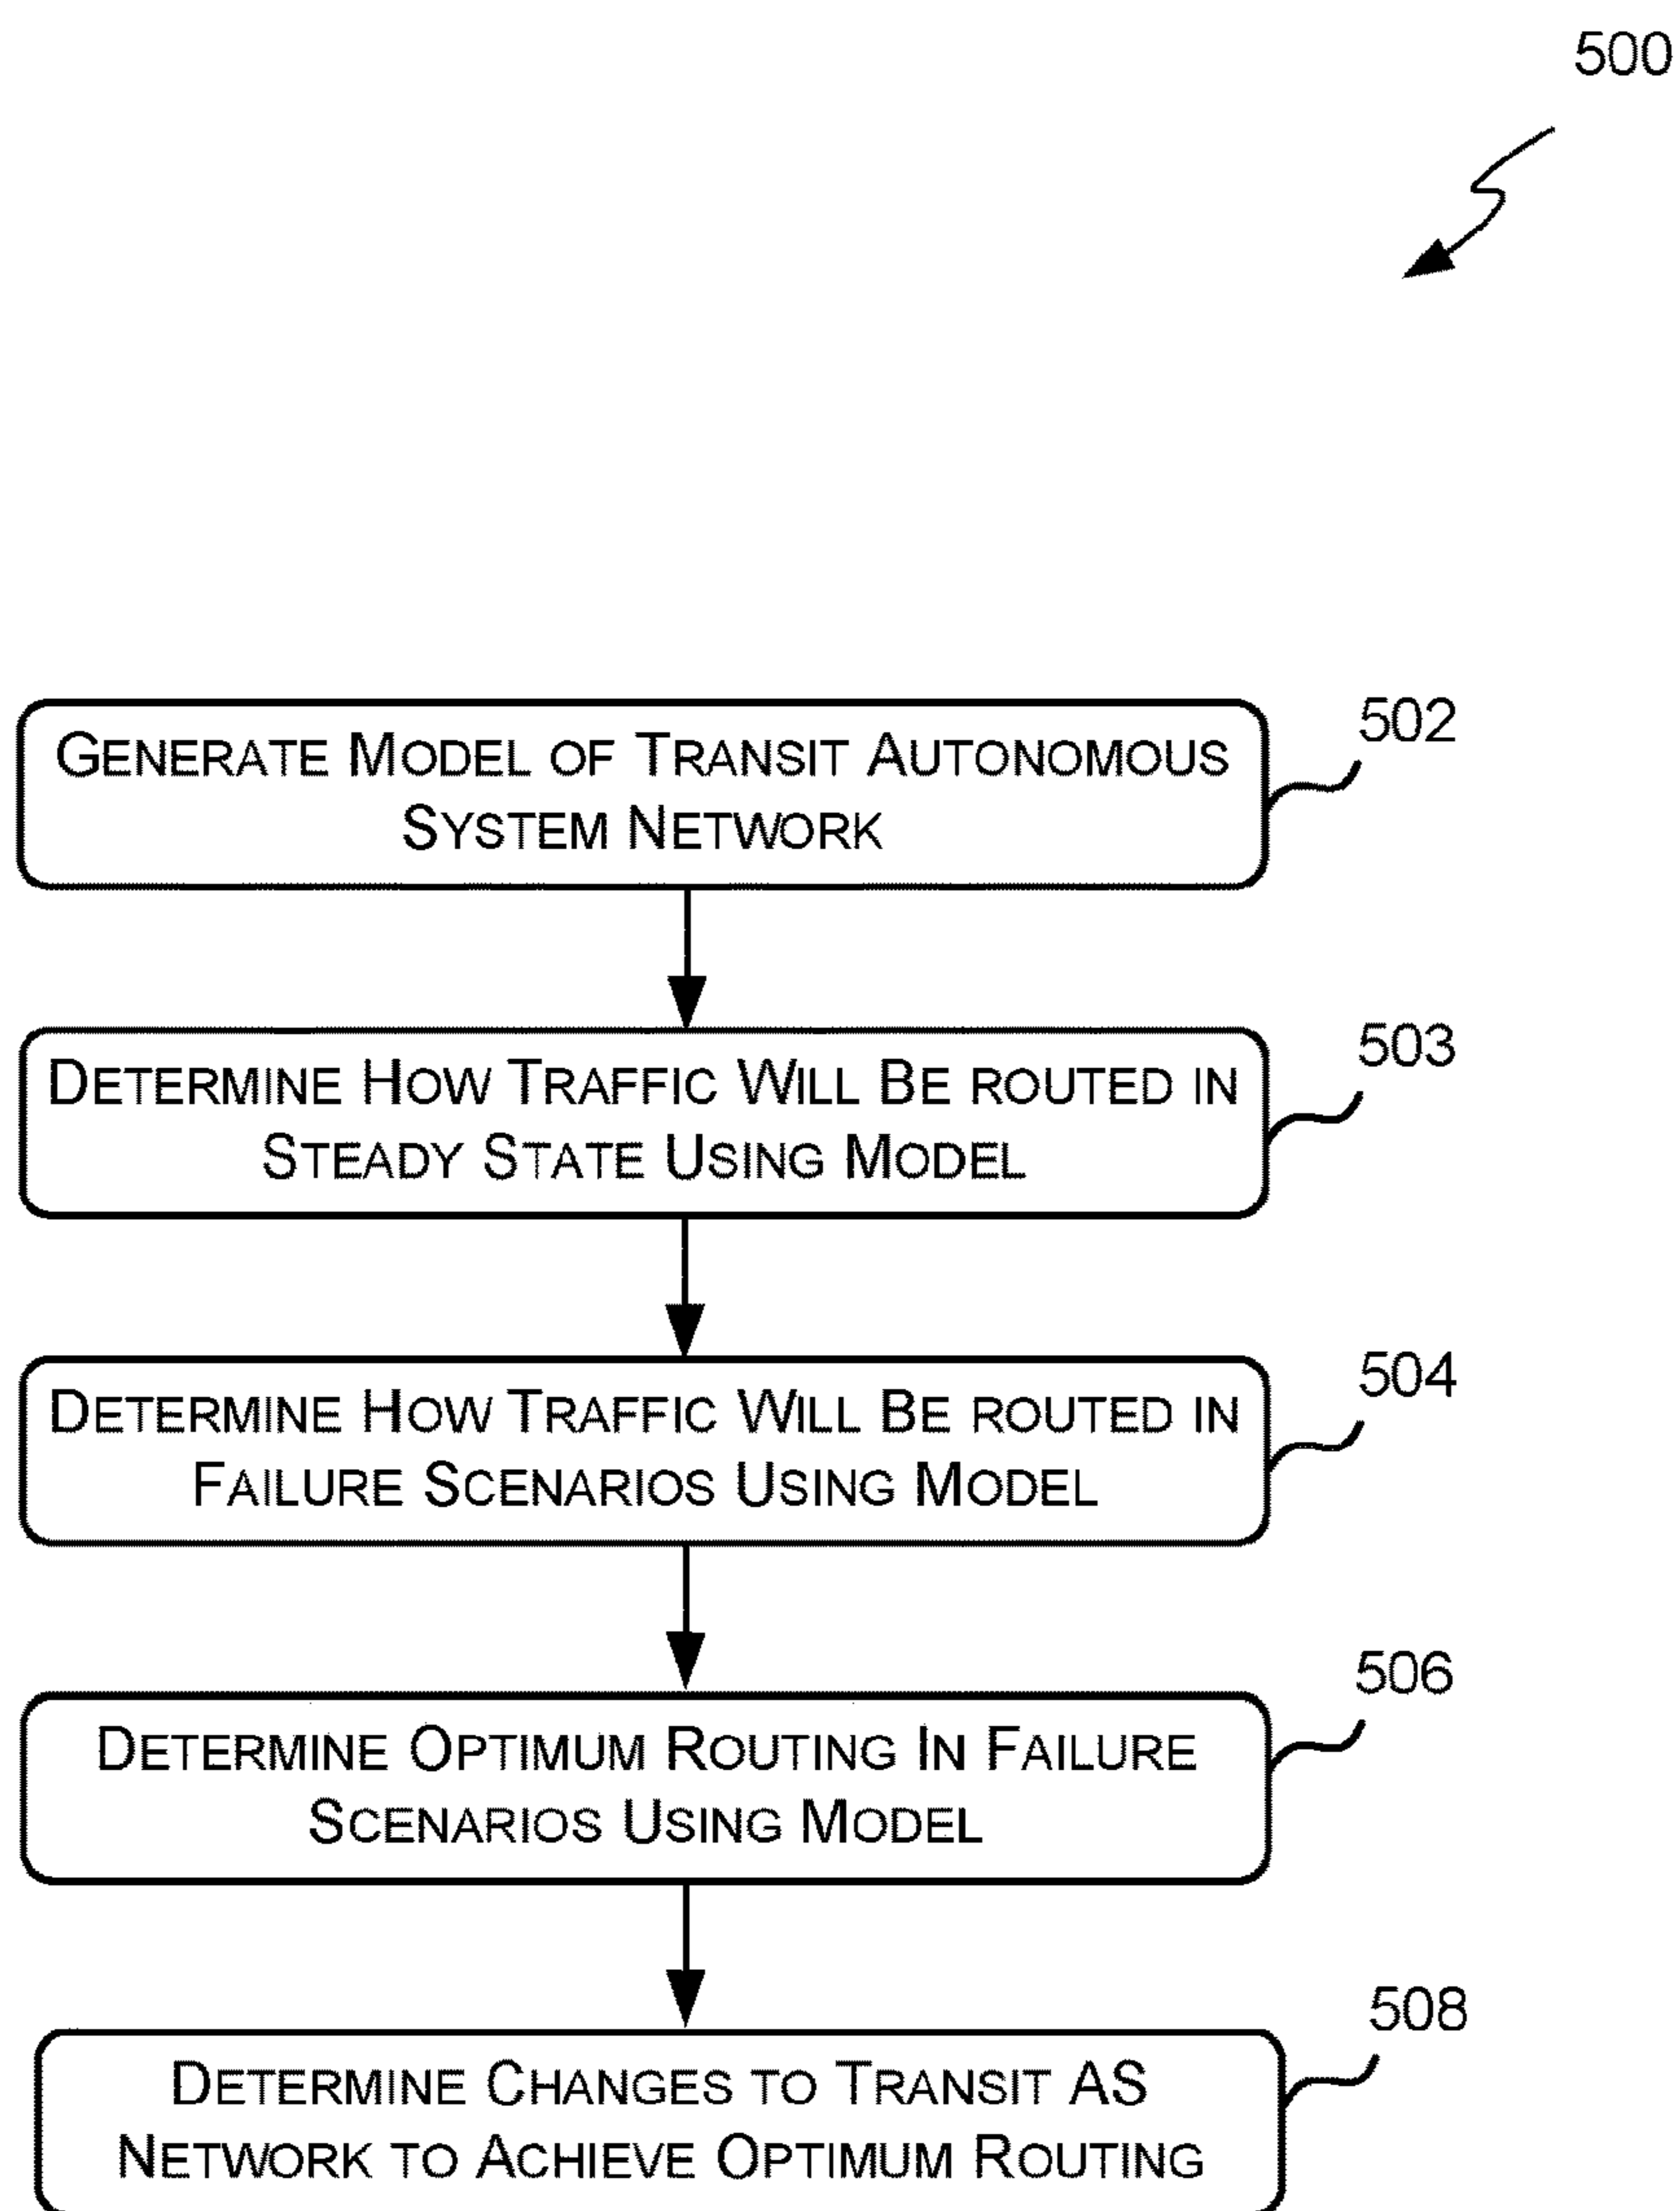 500
GENERATE MODEL OF TRANSIT AUTONOMOUS
SYSTEM NETWORK
502
DETERMINE HOW TRAFFIC WILL BE ROUTED IN
STEADY STATE USING MODEL
503
DETERMINE HOW TRAFFIC WILL BE ROUTED IN
FAILURE SCENARIOS USING MODEL
504
DETERMINE OPTIMUM ROUTING IN FAILURE
SCENARIOS USING MODEL
506
DETERMINE CHANGES TO TRANSIT AS
NETWORK TO ACHIEVE OPTIMUM ROUTING
508